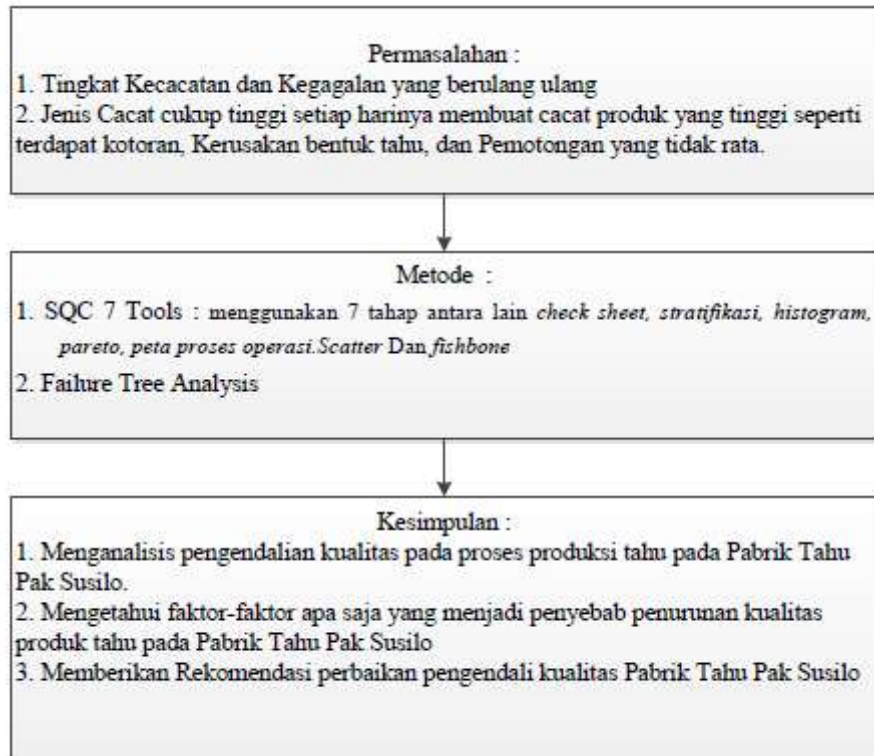 Permasalahan :
1. Tingkat Kecacatan dan Kegagalan yang berulang ulang
2. Jenis Cacat cukup tinggi setiap harinya membuat cacat produk yang tinggi seperti
terdapat kotoran, Kerusakan bentuk tahu, dan Pemotongan yang tidak rata.
Metode :
1. SQC 7 Tools : menggunakan 7 tahap antara lain check sheet, stratifikasi, histogram,
pareto, peta proses operasi.Scatter Dan fishbone
2. Failure Tree Analysis
Kesimpulan :
1. Menganalisis pengendalian kualitas pada proses produksi tahu pada Pabrik Tahu
Pak Susilo.
2. Mengetahui faktor-faktor apa saja yang menjadi penyebab penurunan kualitas
produk tahu pada Pabrik Tahu Pak Susilo
3. Memberikan Rekomendasi perbaikan pengendali kualitas Pabrik Tahu Pak Susilo